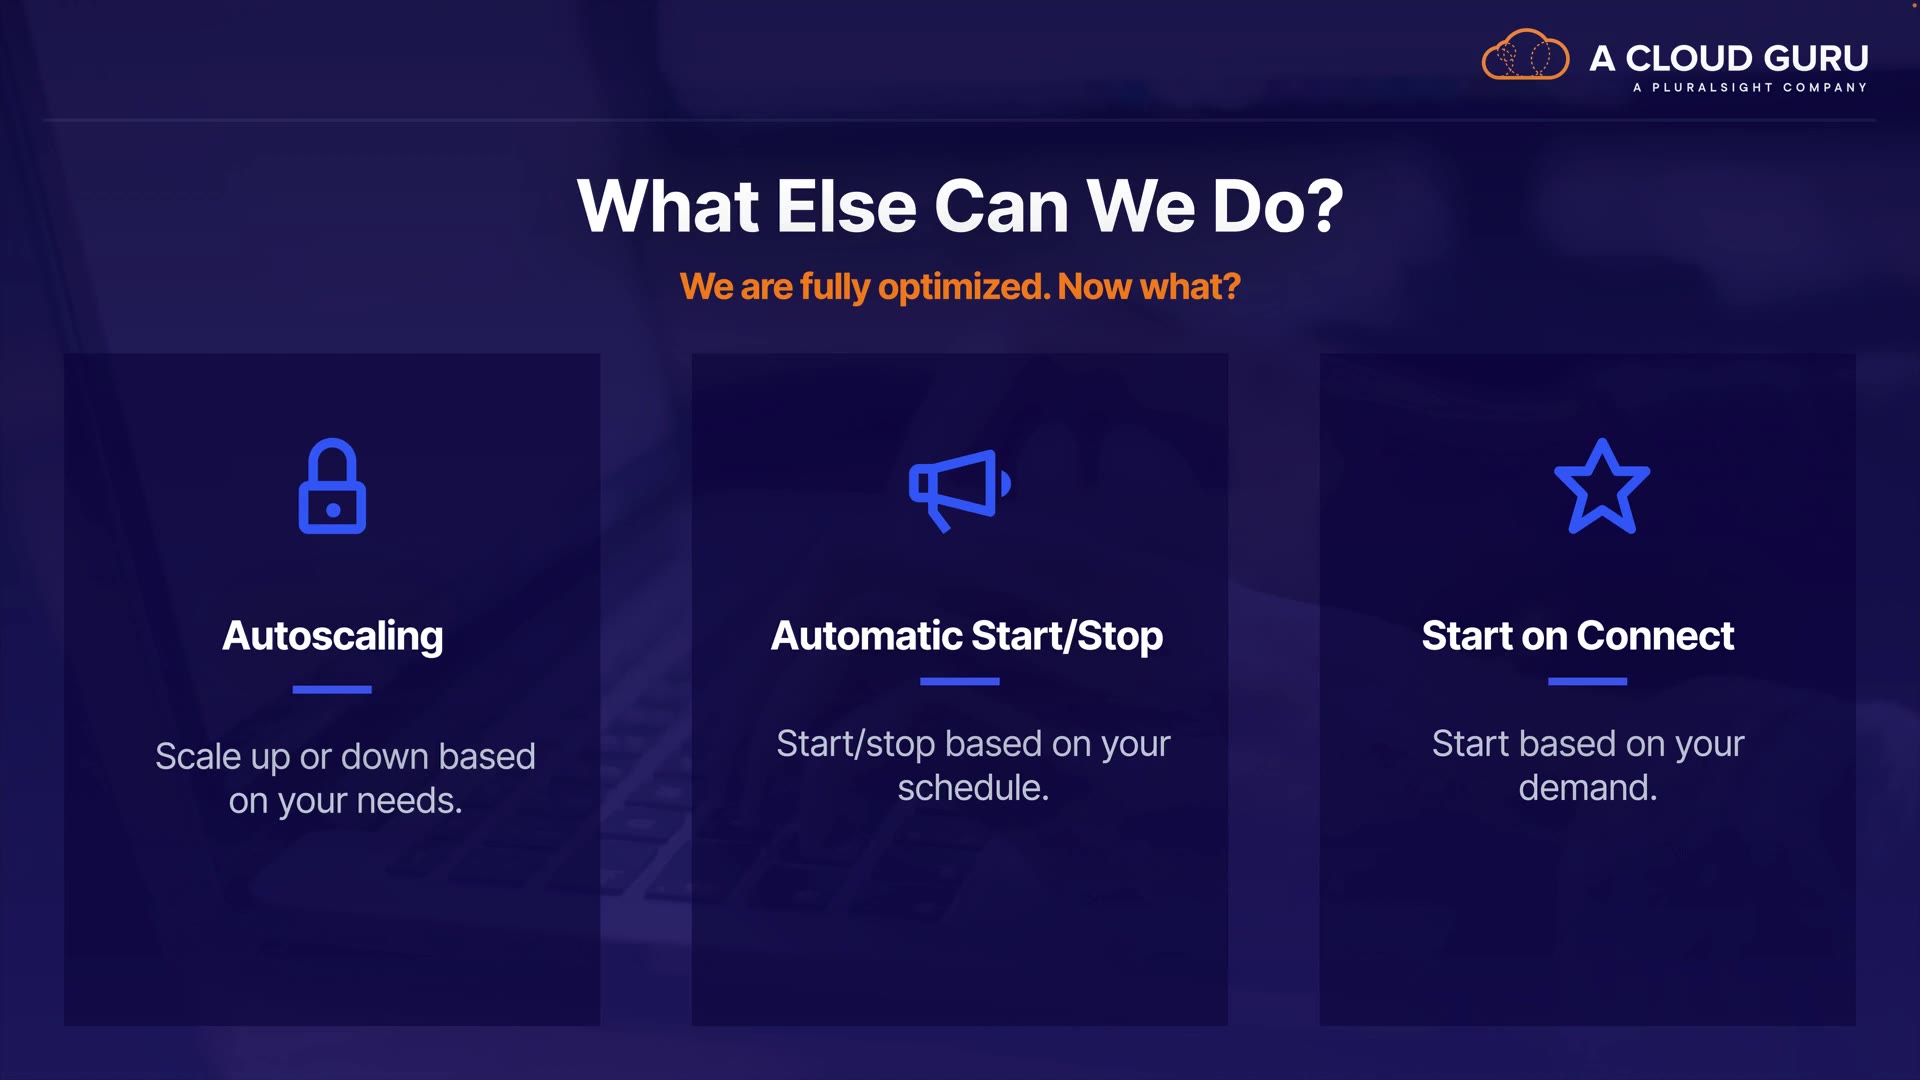 A CLOUD GURU
A PLURALSIGHT COMPANY
What Else Can We Do?
We are fully optimized. Now what?
Autoscaling
Scale up or down based
on your needs.
Automatic Start/Stop
Start/stop based on your
schedule.
Start on Connect
Start based on your
demand.